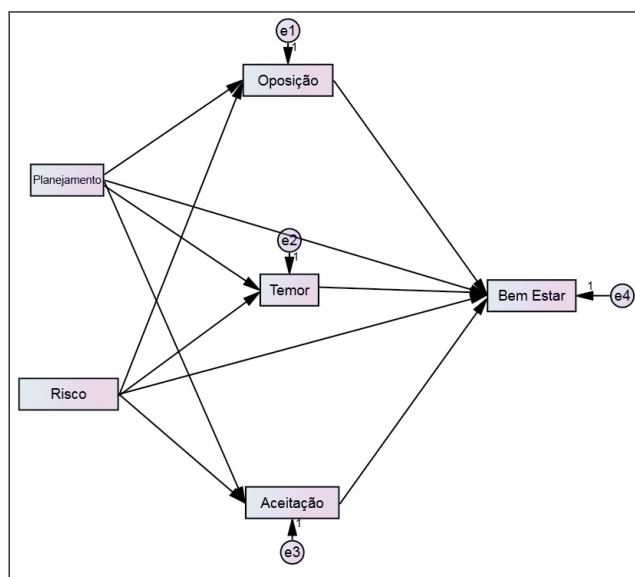 e1
1
Oposição
Planejamento
e2
1
Temor
Bem Estar
1
e4
Risco
Aceitação
1
e3